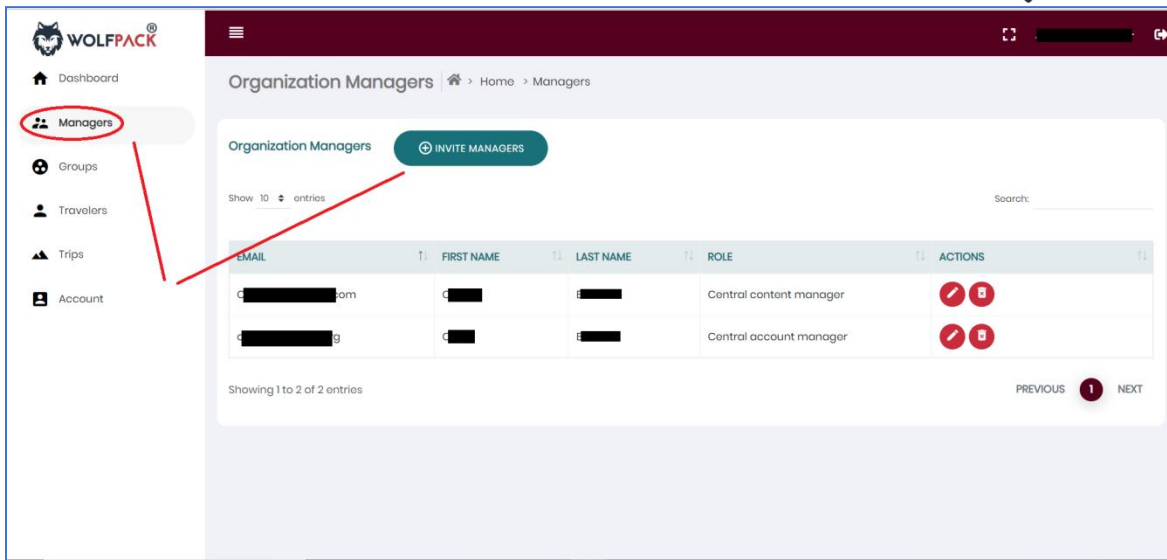 WOLFPACK®
Dashboard
Managers
Groups
Travelers
Trips
Account
Organization Managers > Home > Managers
Organization Managers INVITE MANAGERS
Show 10 entries Search:
EMAIL FIRST NAME LAST NAME ROLE ACTIONS
com Central content manager
g Central account manager
Showing 1 to 2 of 2 entries PREVIOUS 1 NEXT